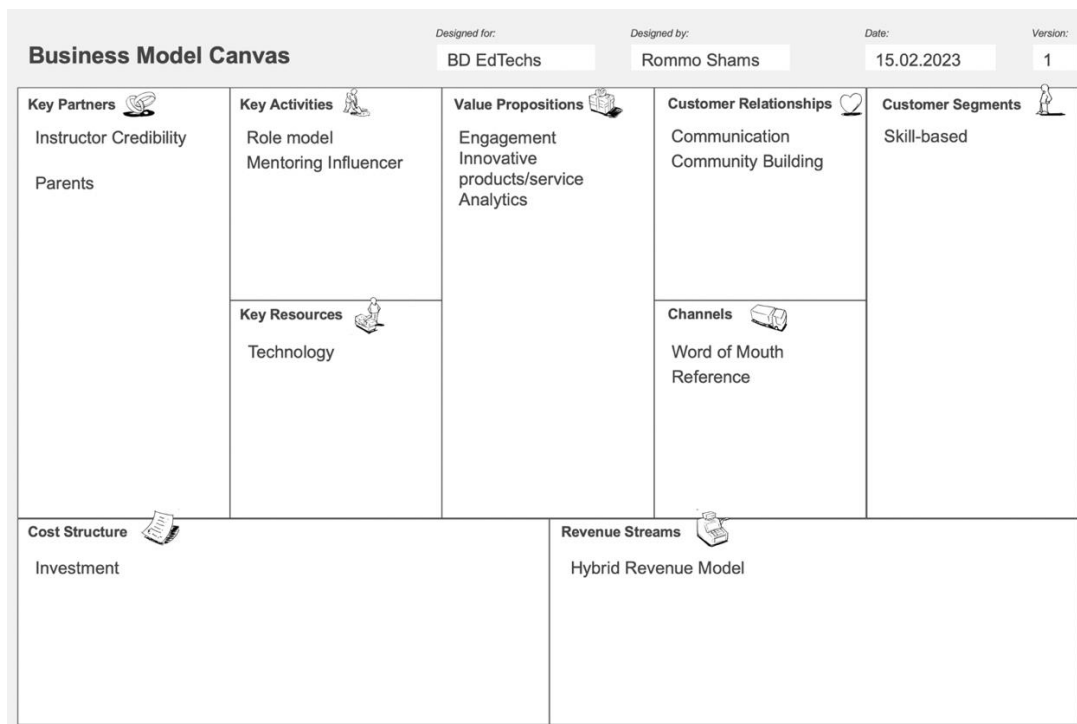 Business Model Canvas
Designed for:
BD EdTechs
Designed by:
Rommo Shams
Date:
15.02.2023
Version:
1
Key Partners
Instructor Credibility
Parents
Key Activities
Role model
Mentoring Influencer
Key Resources
Technology
Value Propositions
Engagement
Innovative
products/service
Analytics
Customer Relationships
Communication
Community Building
Channels
Word of Mouth
Reference
Customer Segments
Skill-based
Cost Structure
Investment
Revenue Streams
Hybrid Revenue Model